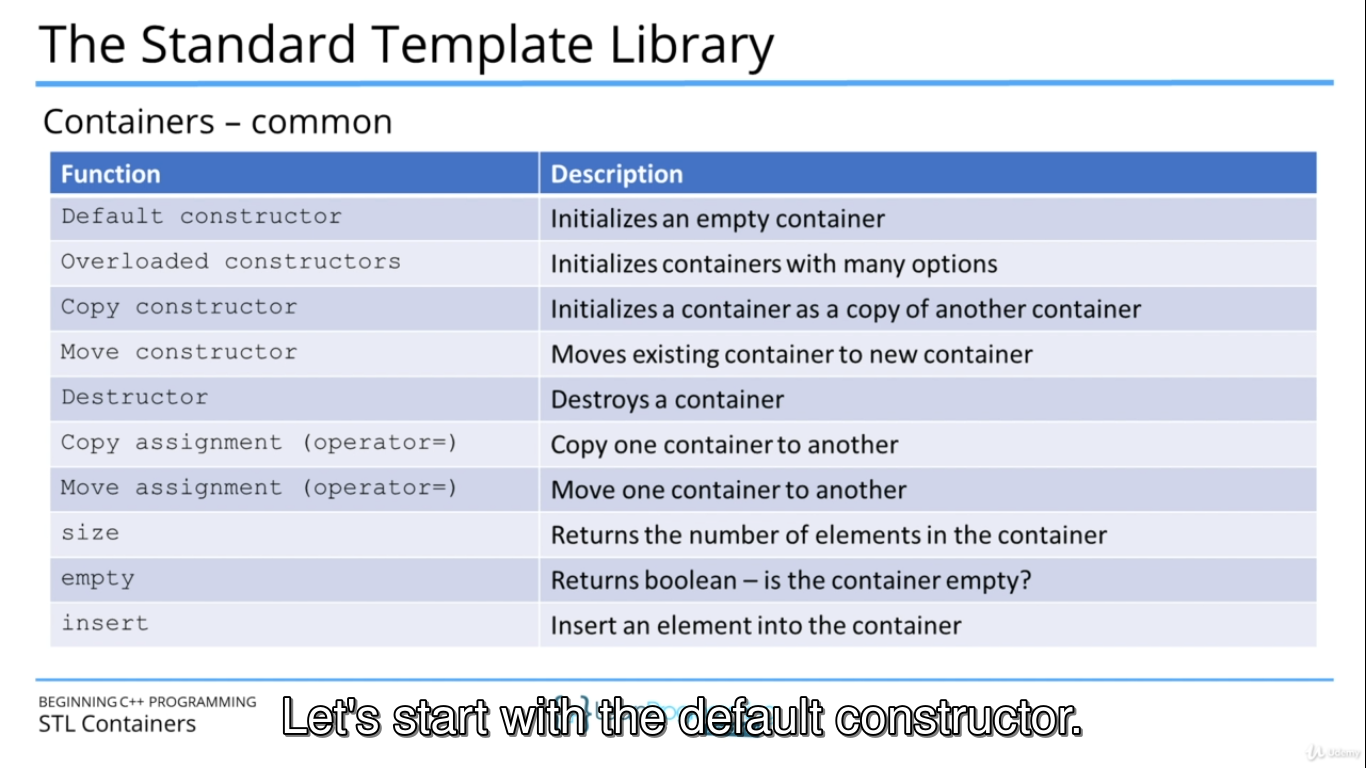 The Standard Template Library
Containers – common
Function Description
Default constructor Initializes an empty container
Overloaded constructors Initializes containers with many options
Copy constructor Initializes a container as a copy of another container
Move constructor Moves existing container to new container
Destructor Destroys a container
Copy assignment (operator=) Copy one container to another
Move assignment (operator=) Move one container to another
size Returns the number of elements in the container
empty Returns boolean – is the container empty?
insert Insert an element into the container
BEGINNING C++ PROGRAMMING
STL Containers
Let's start with the default constructor.
Udemy